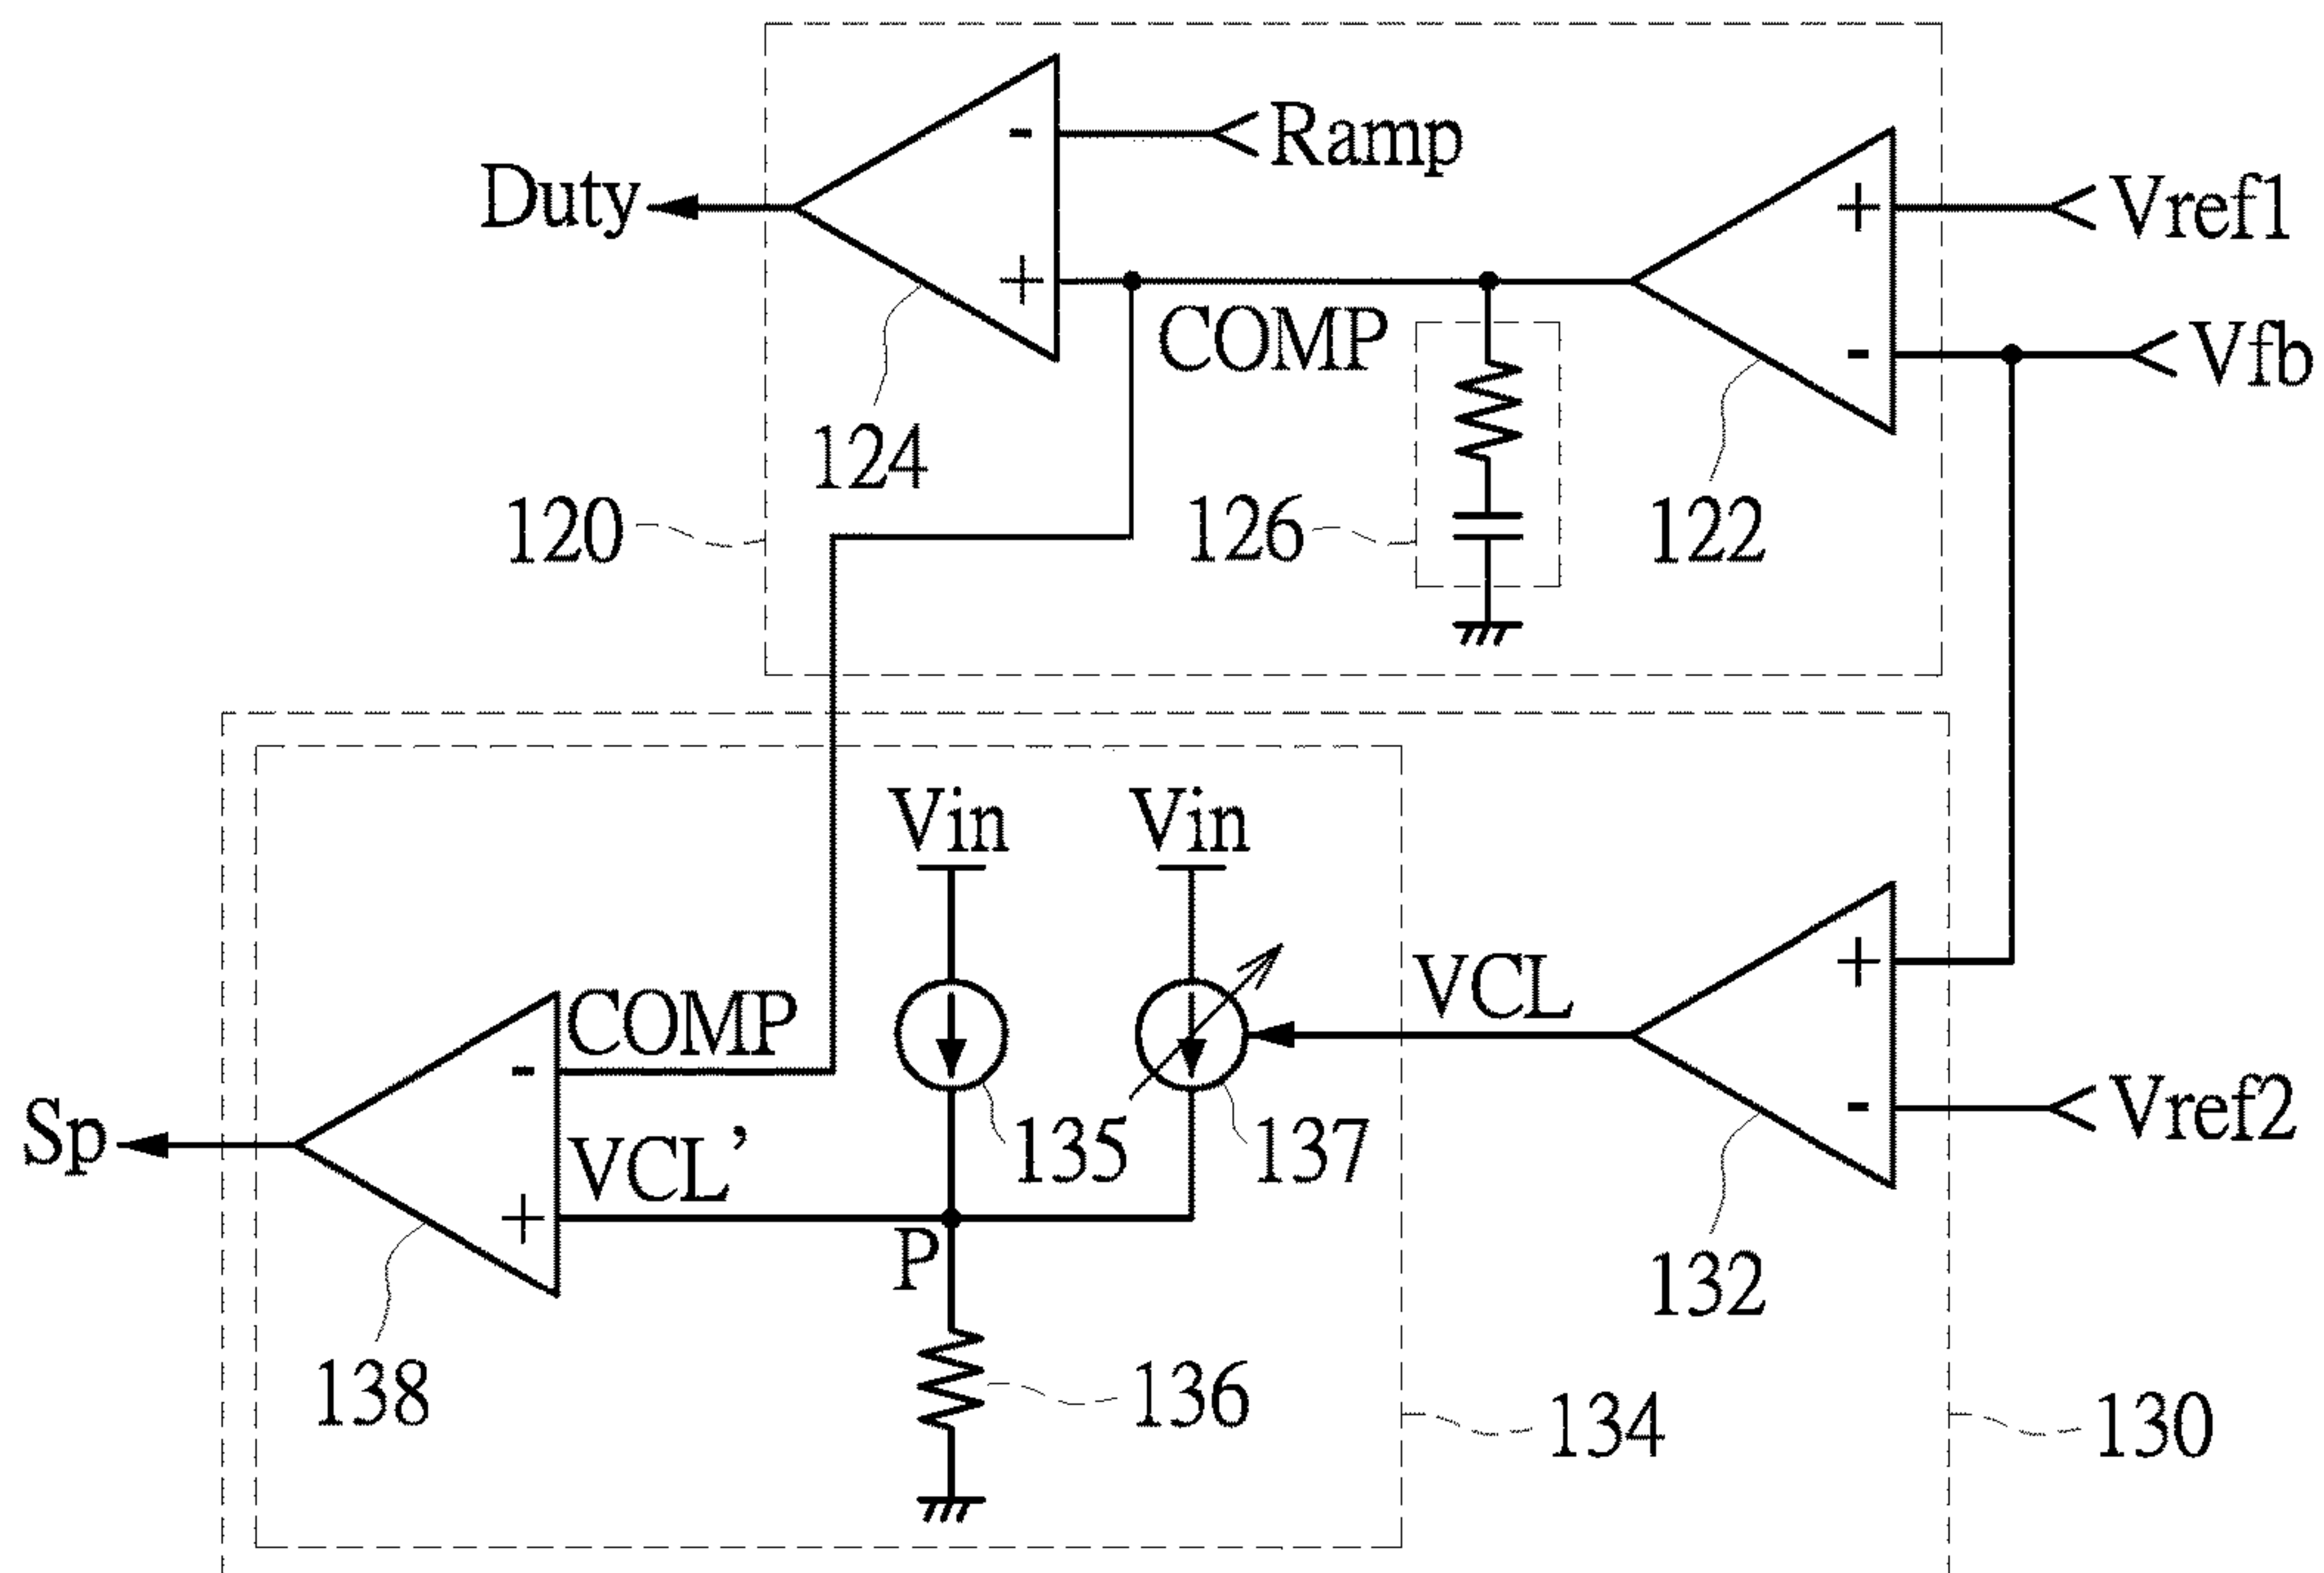 Ramp
Duty
+
-
Vref1
+
COMP
-
Vfb
124
120
126
122
Vin
Vin
COMP
-
VCL
+
Sp
VCL’
135
137
-
Vref2
+
P
132
138
136
134
130